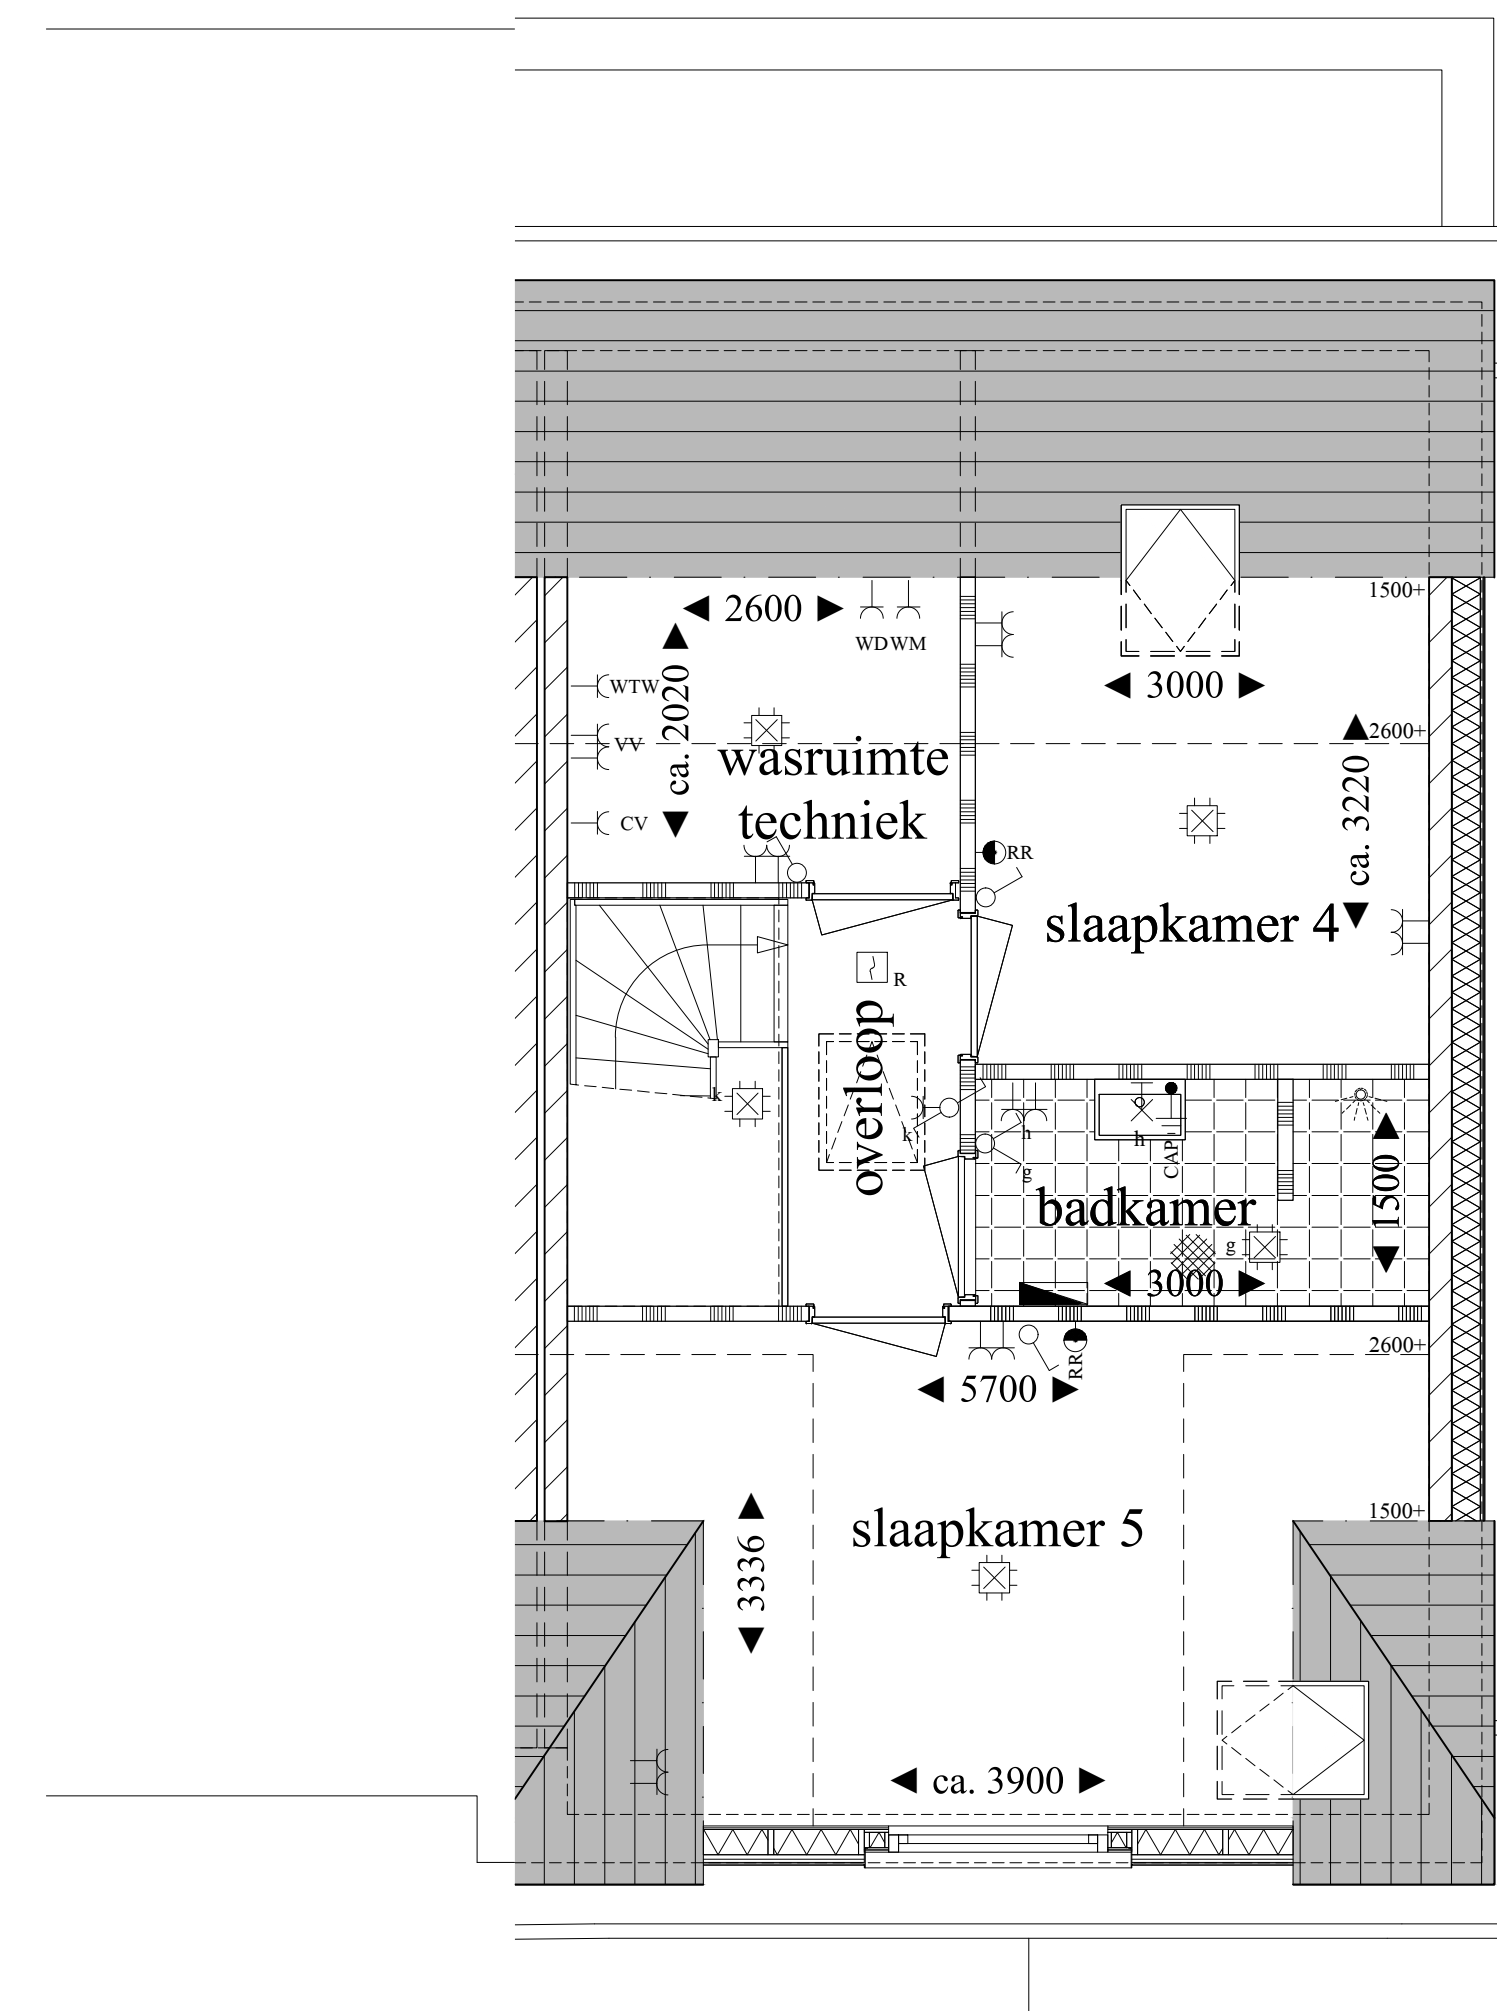 1500+
2600
WD WM
WTW
ca. 2020
3000
VV
2600+
wasruimte
techniek
CV
ca. 3220
RR
slaapkamer 4
R
overloop
k
k
h
h
CAP
g
1500
badkamer
g
3000
2600+
RR
5700
1500+
slaapkamer 5
3336
ca. 3900